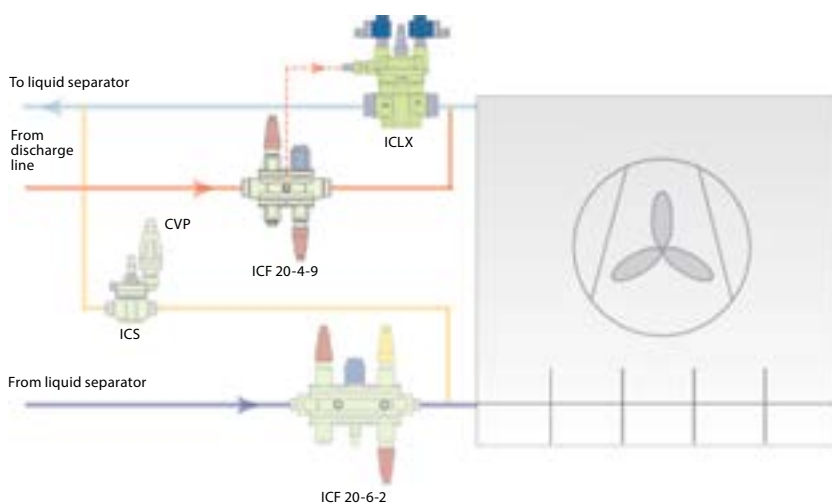 To liquid separator
From
discharge
line
ICLX
CVP
ICF 20-4-9
ICS
From liquid separator
ICF 20-6-2